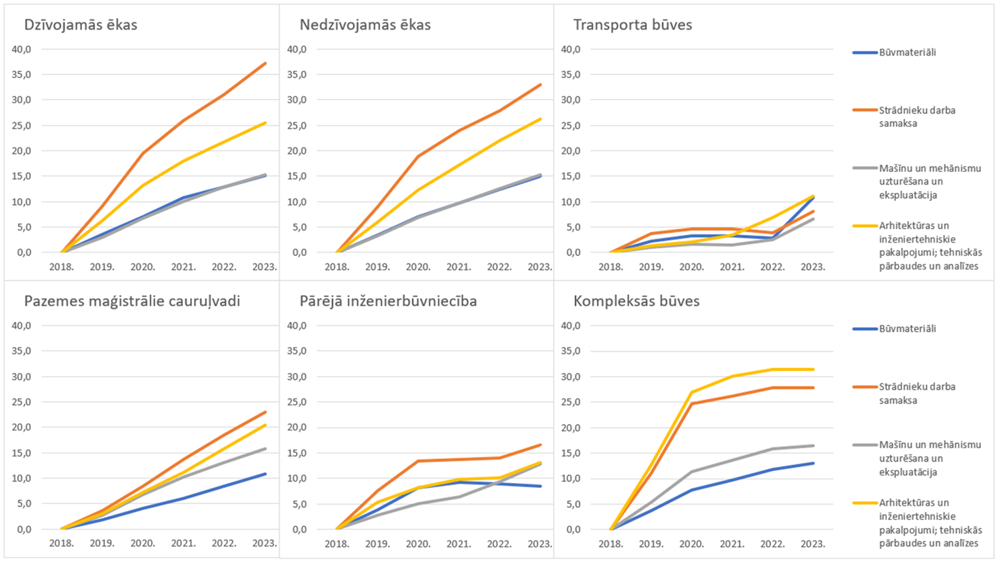 Dzīvojamās ēkas
40,0
35,0
30,0
25,0
20,0
15,0
10,0
5,0
0,0
2018. 2019. 2020. 2021. 2022. 2023.
Nedzīvojamās ēkas
40,0
35,0
30,0
25,0
20,0
15,0
10,0
5,0
0,0
2018. 2019. 2020. 2021. 2022. 2023.
Transporta būves
40,0
35,0
30,0
25,0
20,0
15,0
10,0
5,0
0,0
2018. 2019. 2020. 2021. 2022. 2023.
Būvmateriāli
Strādnieku darba
samaksa
Mašīnu un mehānismu
uzturēšana un
ekspluatācija
Arhitektūras un
inženiertehniskie
pakalpojumi; tehniskās
pārbaudes un analīzes
Pazemes maģistrālie cauruļvadi
40,0
35,0
30,0
25,0
20,0
15,0
10,0
5,0
0,0
2018. 2019. 2020. 2021. 2022. 2023.
Pārējā inženierbūvniecība
40,0
35,0
30,0
25,0
20,0
15,0
10,0
5,0
0,0
2018. 2019. 2020. 2021. 2022. 2023.
Kompleksās būves
40,0
35,0
30,0
25,0
20,0
15,0
10,0
5,0
0,0
2018. 2019. 2020. 2021. 2022. 2023.
Būvmateriāli
Strādnieku darba
samaksa
Mašīnu un mehānismu
uzturēšana un
ekspluatācija
Arhitektūras un
inženiertehniskie
pakalpojumi; tehniskās
pārbaudes un analīzes